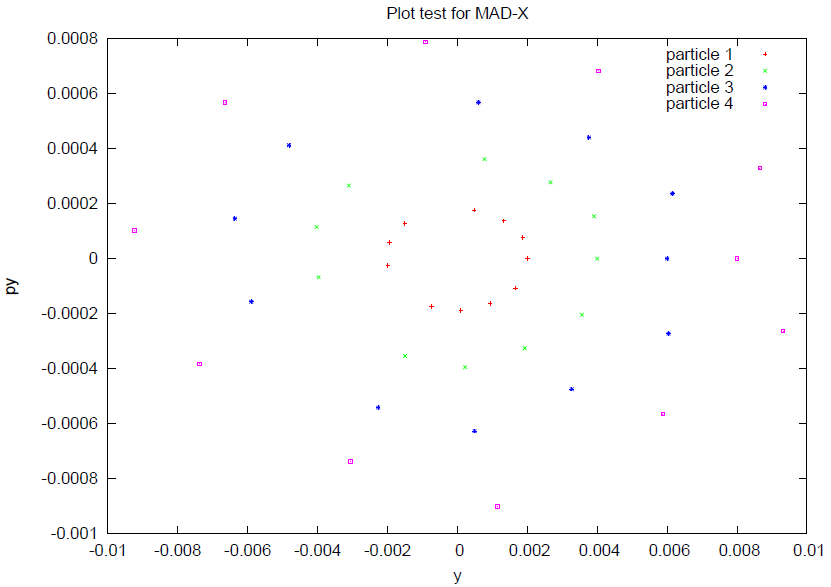 Plot test for MAD-X
0.0008
0.0006
0.0004
0.0002
0
-0.0002
-0.0004
-0.0006
-0.0008
-0.001
py
particle 1
particle 2
particle 3
particle 4
-0.01 -0.008 -0.006 -0.004 -0.002 0 0.002 0.004 0.006 0.008 0.01
y